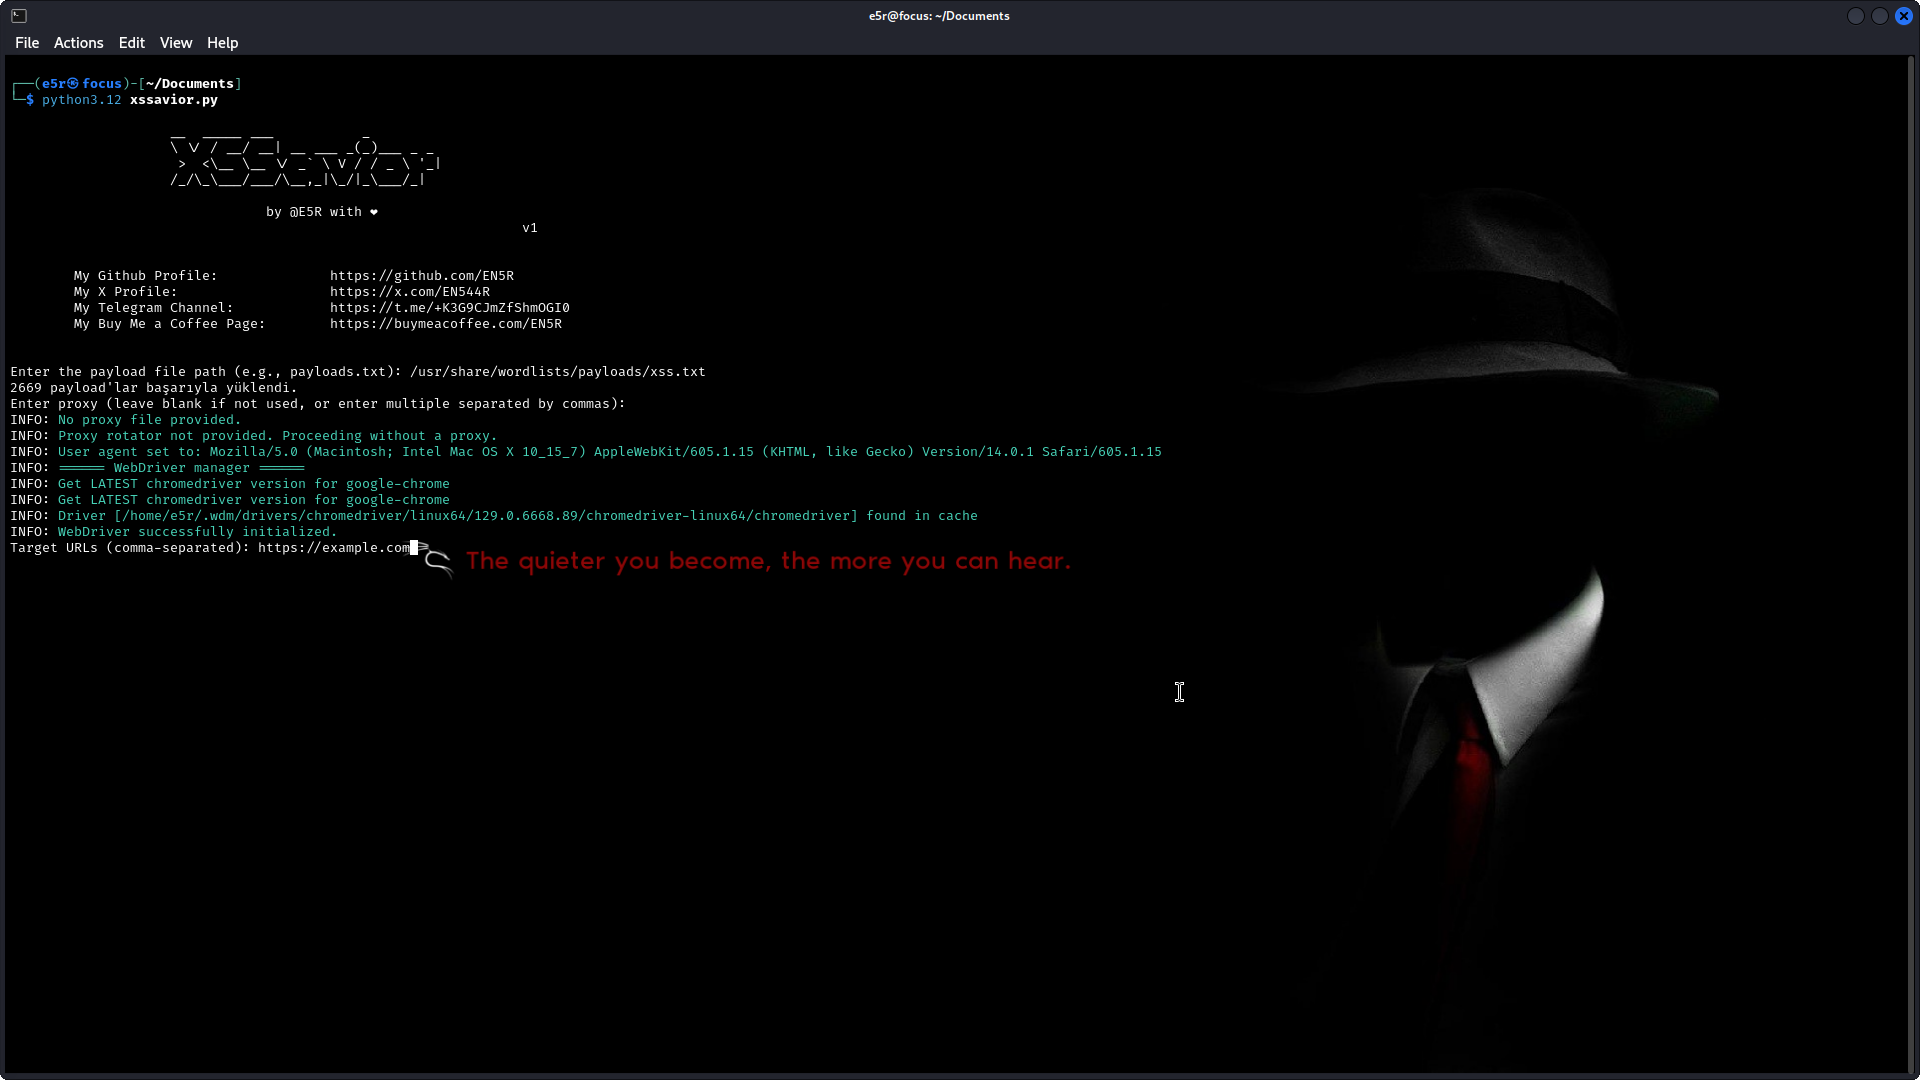 e5r@focus: ~/Documents
File Actions Edit View Help
┌──(e5r㉿focus)-[~/Documents]
└─$ python3.12 xssavior.py
XSSavior
by @E5R with ❤
v1
My Github Profile: https://github.com/EN5R
My X Profile: https://x.com/EN544R
My Telegram Channel: https://t.me/+K3G9CJmZfShmOGI0
My Buy Me a Coffee Page: https://buymeacoffee.com/EN5R
Enter the payload file path (e.g., payloads.txt): /usr/share/wordlists/payloads/xss.txt
2669 payload'lar başarıyla yüklendi.
Enter proxy (leave blank if not used, or enter multiple separated by commas):
INFO: No proxy file provided.
INFO: Proxy rotator not provided. Proceeding without a proxy.
INFO: User agent set to: Mozilla/5.0 (Macintosh; Intel Mac OS X 10_15_7) AppleWebKit/605.1.15 (KHTML, like Gecko) Version/14.0.1 Safari/605.1.15
INFO: ====== WebDriver manager ======
INFO: Get LATEST chromedriver version for google-chrome
INFO: Get LATEST chromedriver version for google-chrome
INFO: Driver [/home/e5r/.wdm/drivers/chromedriver/linux64/129.0.6668.89/chromedriver-linux64/chromedriver] found in cache
INFO: WebDriver successfully initialized.
Target URLs (comma-separated): https://example.com
The quieter you become, the more you can hear.